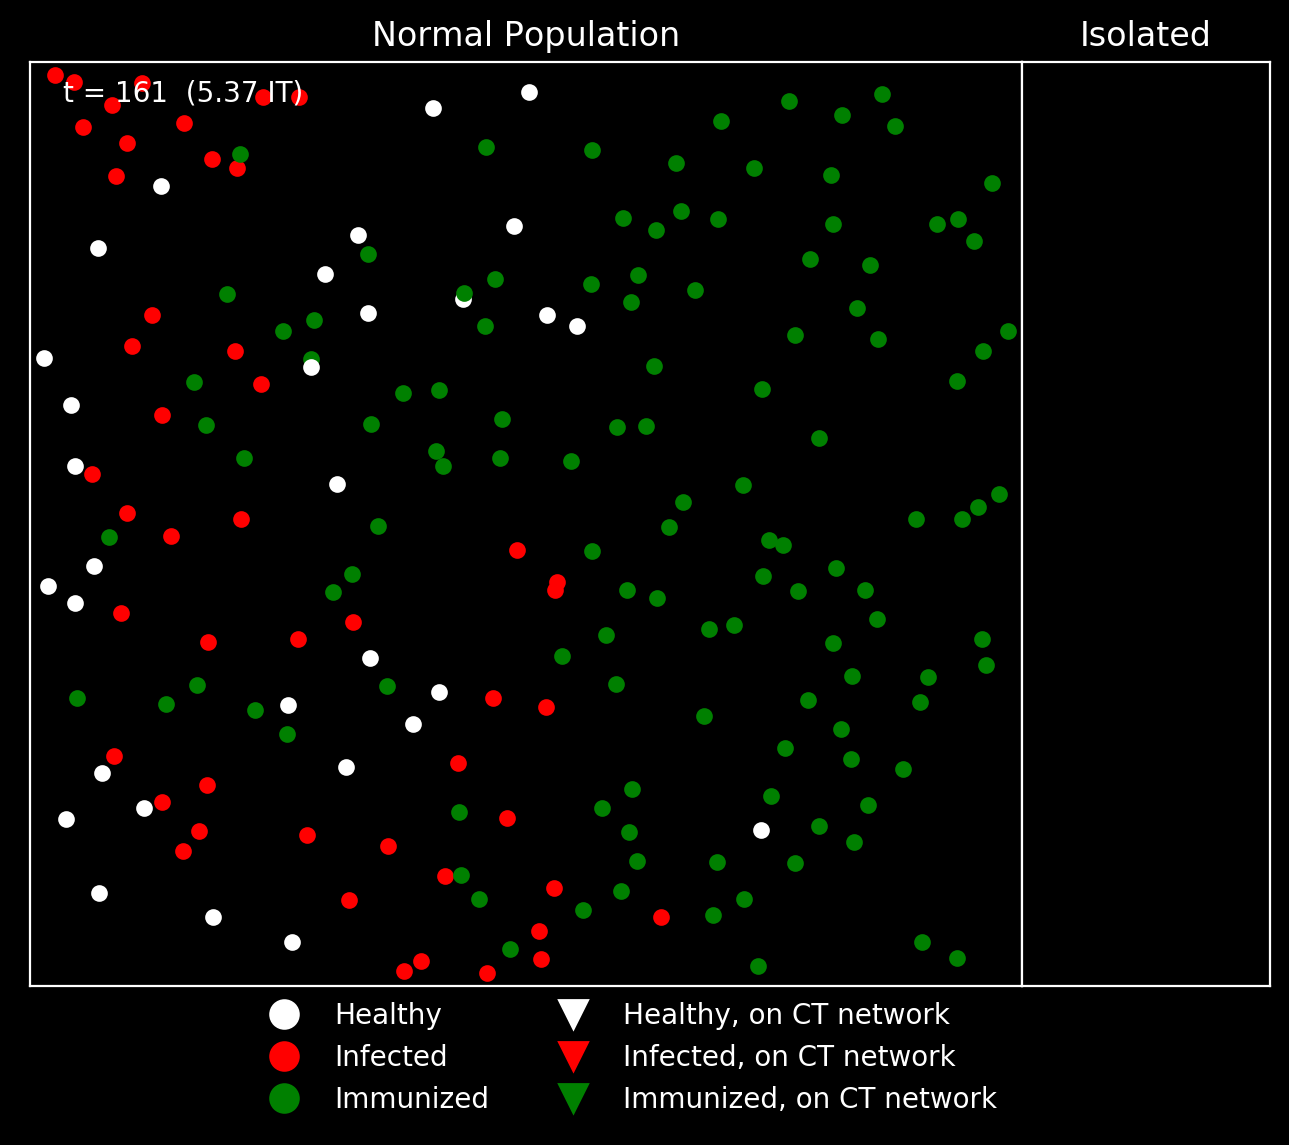 Normal Population
Isolated
t = 161  (5.37 IT)
Healthy
Infected
Immunized
Healthy, on CT network
Infected, on CT network
Immunized, on CT network